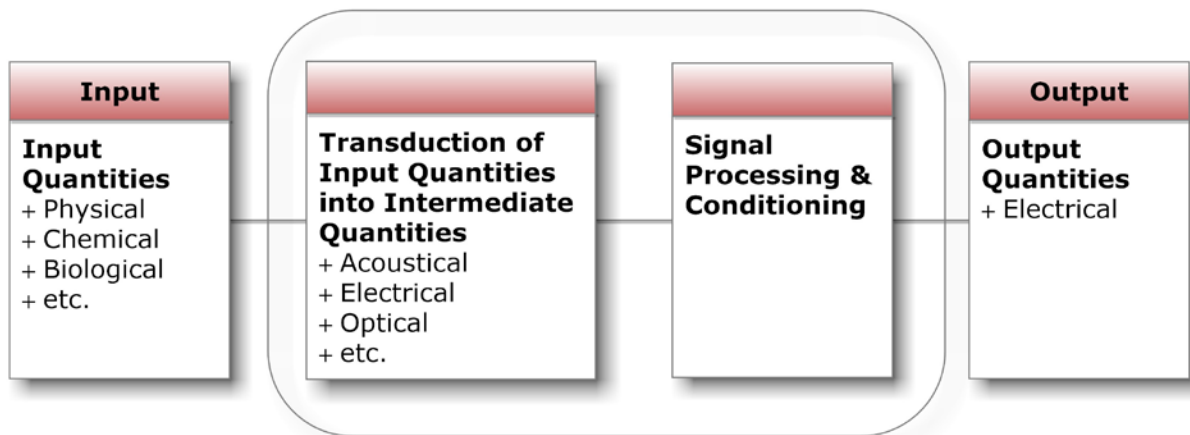 Input
Input
Quantities
+ Physical
+ Chemical
+ Biological
+ etc.
Transduction of
Input Quantities
into Intermediate
Quantities
+ Acoustical
+ Electrical
+ Optical
+ etc.
Signal
Processing &
Conditioning
Output
Output
Quantities
+ Electrical